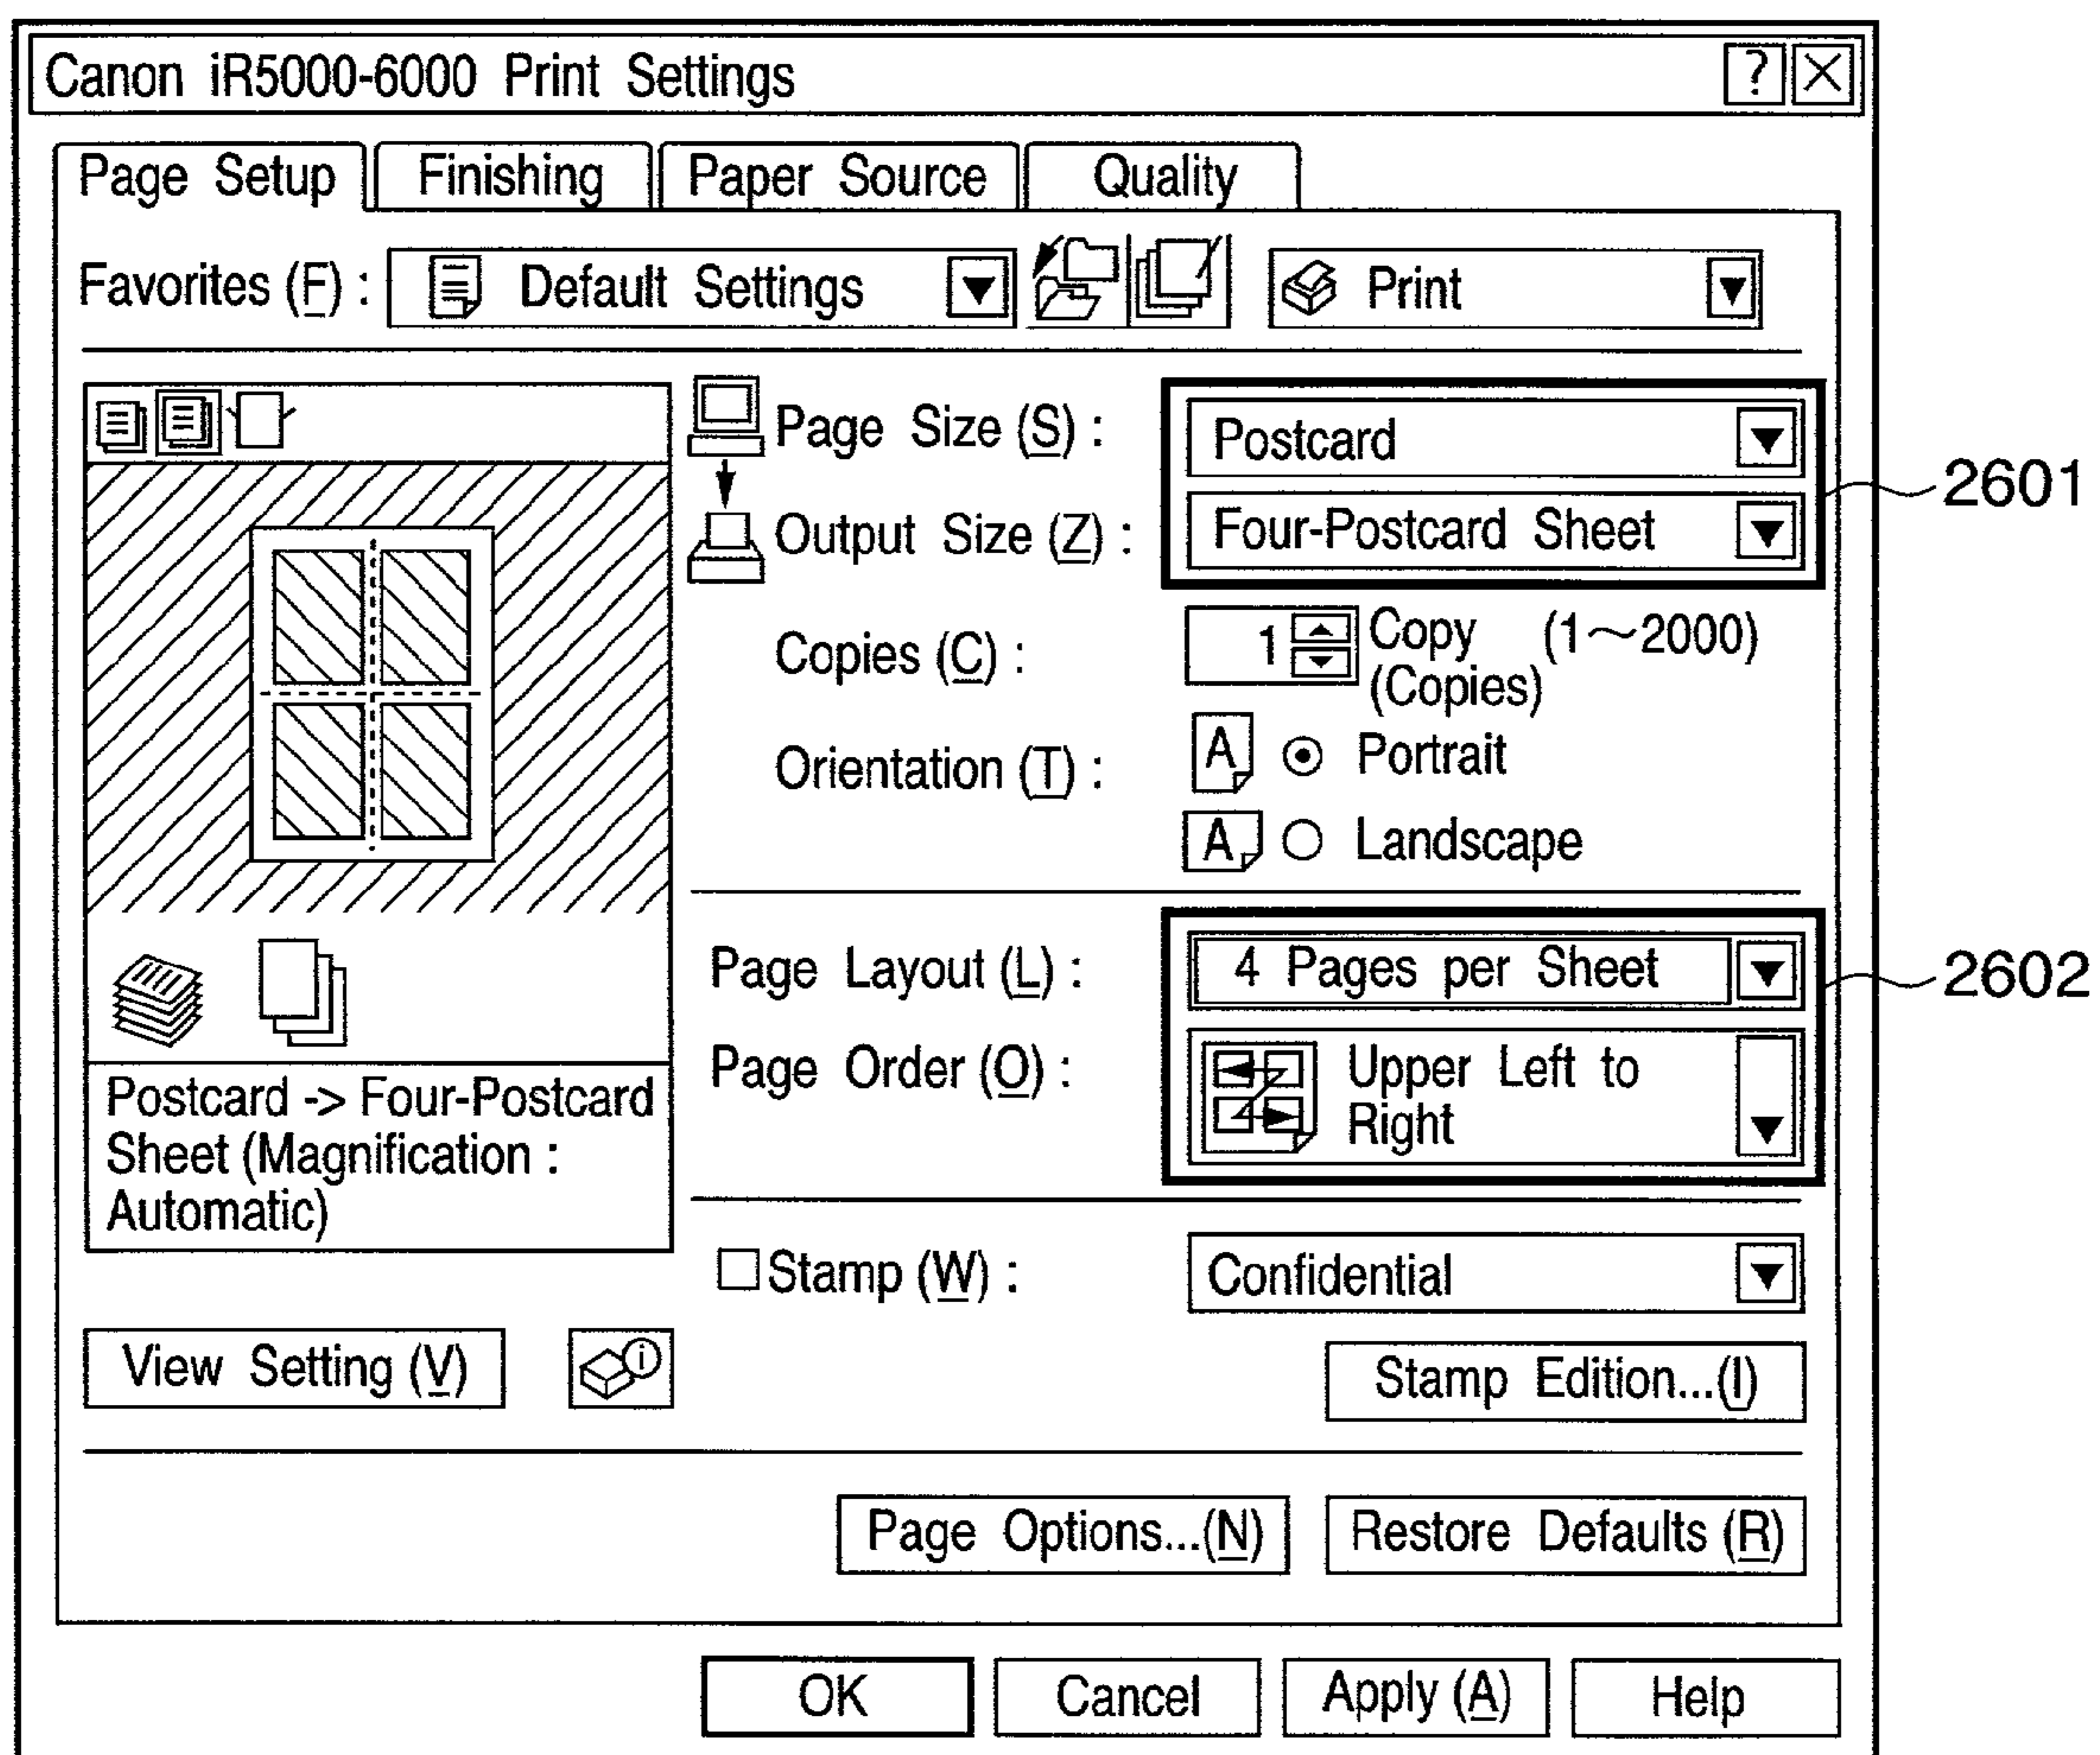 Canon iR5000-6000 Print Settings ?
Page Setup Finishing Paper Source Quality
Favorites (F) : Default Settings Print
Page Size (S) : Postcard
2601
Output Size (Z) : Four-Postcard Sheet
Copies (C) : 1 Copy (1～2000)
(Copies)
Orientation (T) : A Portrait
A Landscape
Page Layout (L) : 4 Pages per Sheet
2602
Page Order (O) : Upper Left to
Right
Postcard -> Four-Postcard
Sheet (Magnification :
Automatic)
Stamp (W) : Confidential
View Setting (V) i Stamp Edition...(I)
Page Options...(N) Restore Defaults (R)
OK Cancel Apply (A) Help